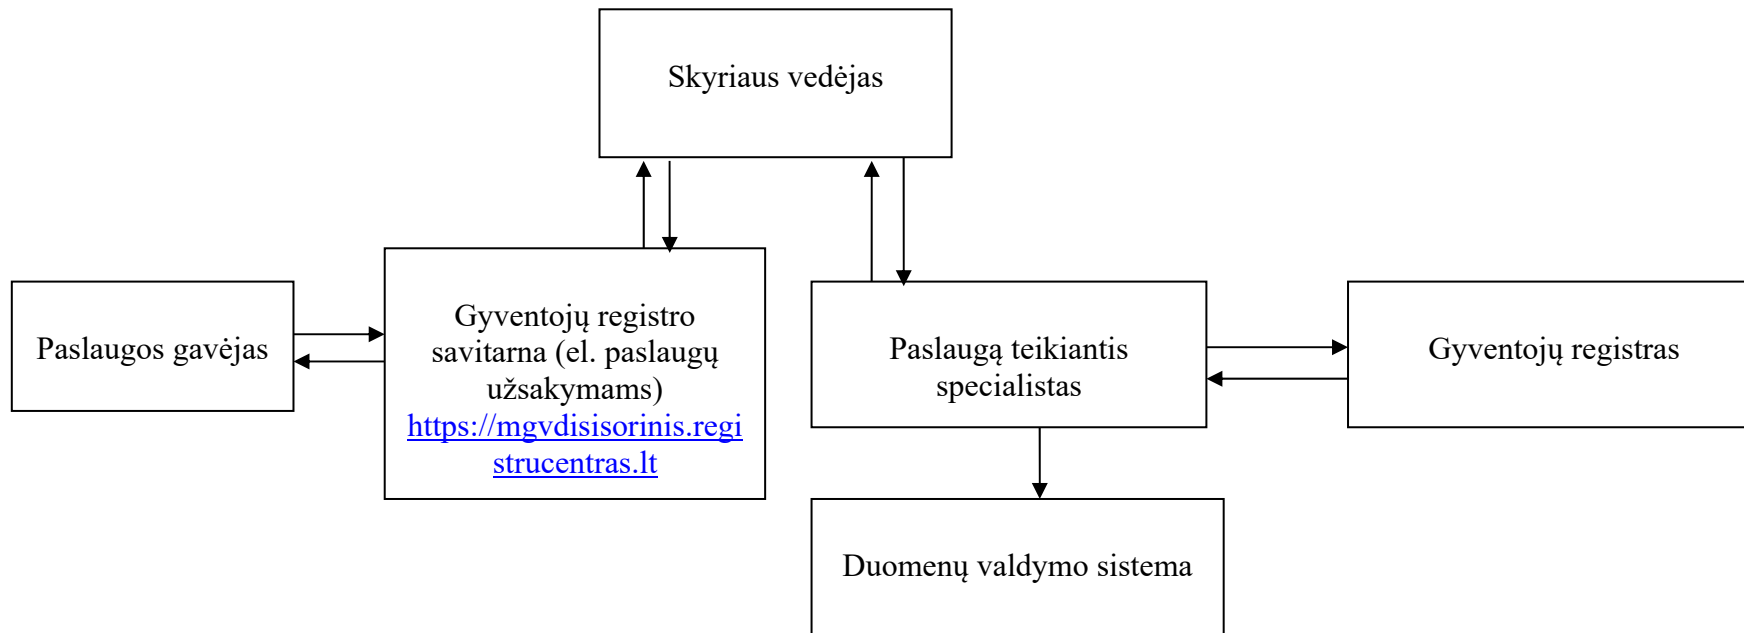 Skyriaus vedėjas
Paslaugos gavėjas
Gyventojų registro
savitarna (el. paslaugų
užsakymams)
https://mgvdisisorinis.regi
strucentras.lt
Paslaugą teikiantis
specialistas
Gyventojų registras
Duomenų valdymo sistema